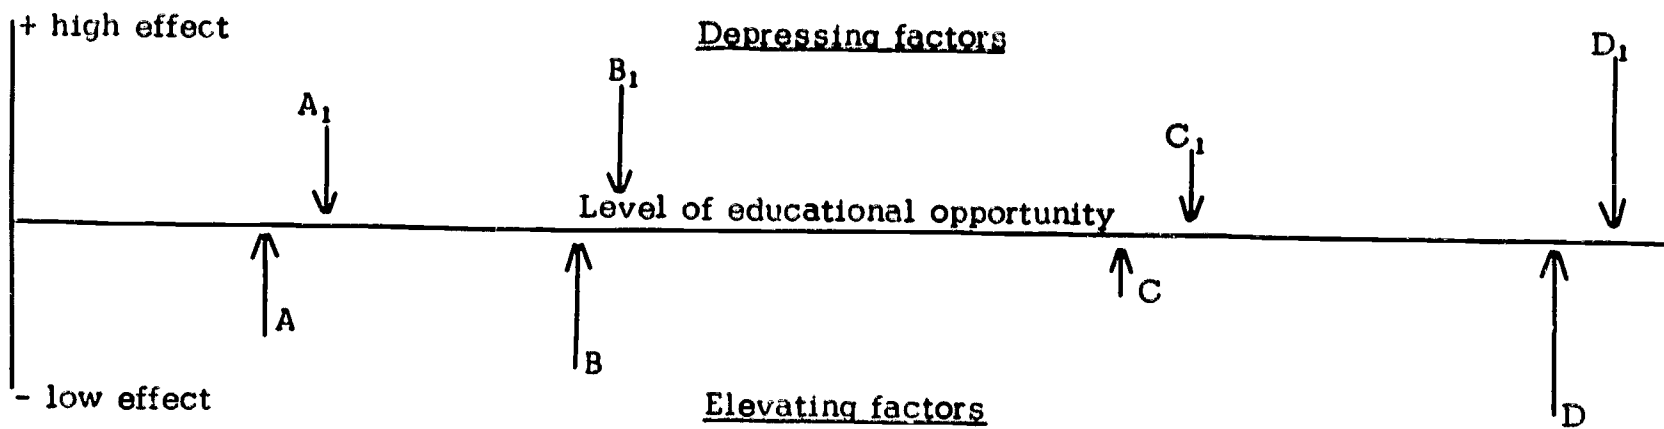 + high effect
Depressing factors
D₁
B₁
A₁
C₁
Level of educational opportunity
C
A
B
- low effect
Elevating factors
D